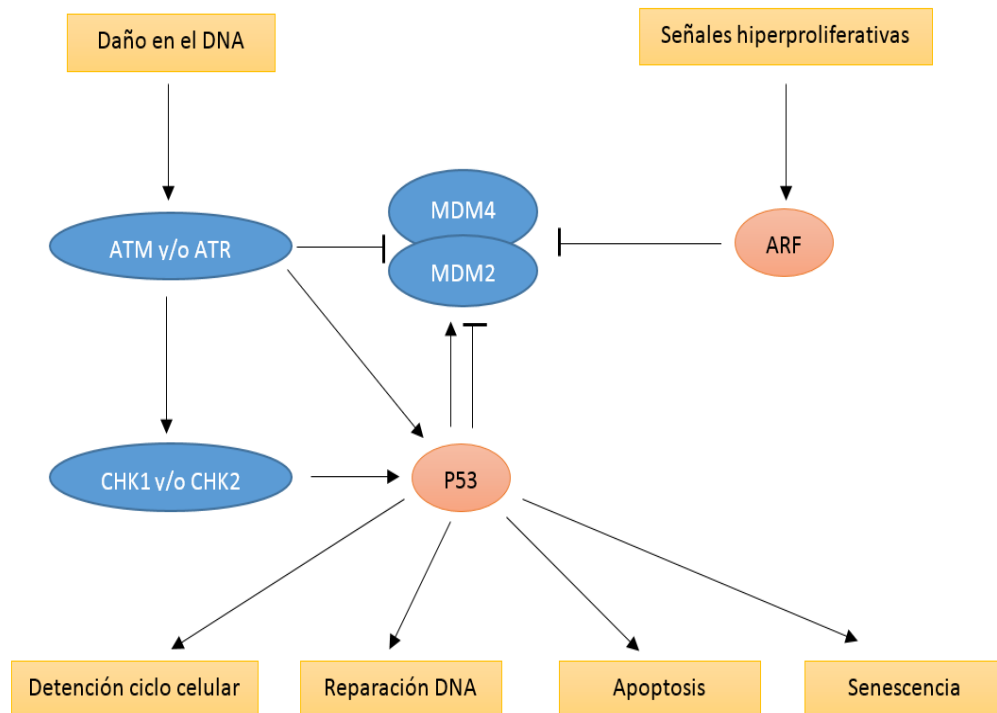 Daño en el DNA
Señales hiperproliferativas
MDM4
ATM y/o ATR
MDM2
ARF
CHK1 y/o CHK2
P53
Detención ciclo celular
Reparación DNA
Apoptosis
Senescencia